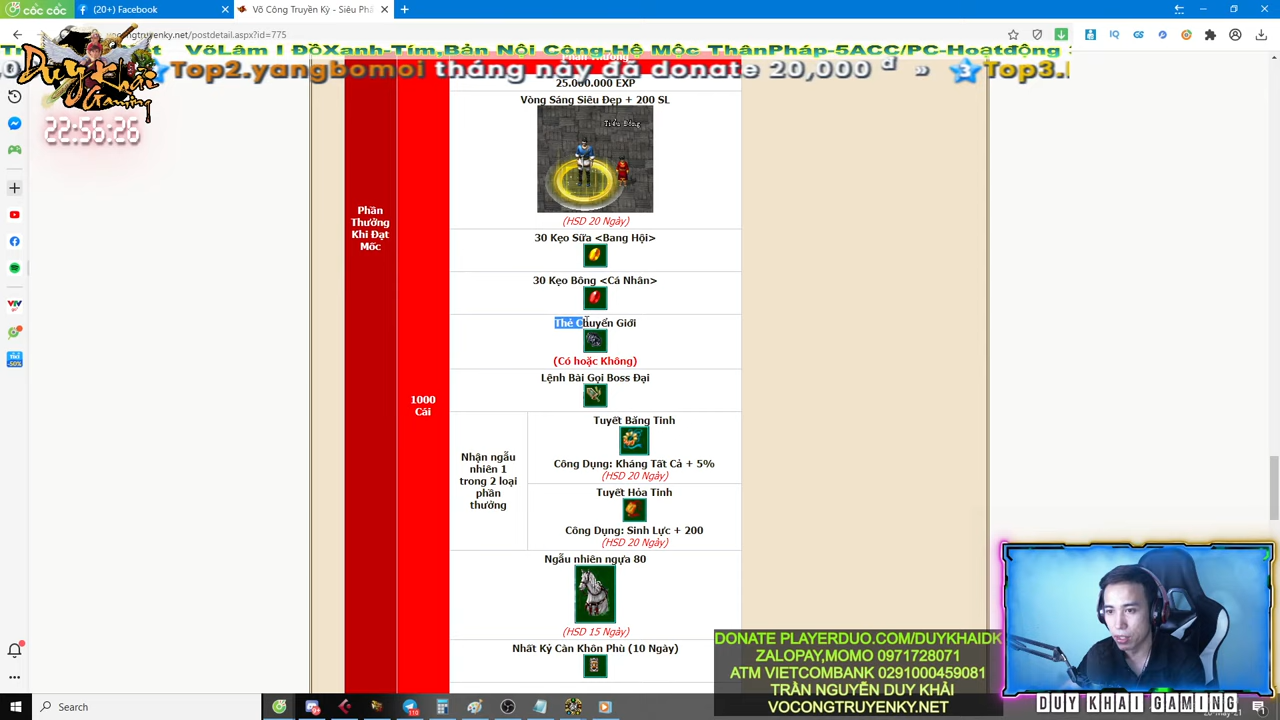 CỐC CỐC
(20+) Facebook
Võ Công Truyền Kỳ - Siêu Phẩ
vocongtruyenky.net/postdetail.aspx?id=775
VõLâm I ĐồXanh-Tím,Bản Nội Công,Hệ Mộc ThânPháp-5ACC/PC-Hoạtđộng
Top2.yangbomoi tháng này đã donate 20,000 đ » 3 Top3.
Duy Khải
Gaming
22:56:26
Phần Thưởng
25.000.000 EXP
Vòng Sáng Siêu Đẹp + 200 SL
Tiểu Bổng
(HSD 20 Ngày)
Phần
Thưởng
Khi Đạt
Mốc
30 Kẹo Sữa <Bang Hội>
30 Kẹo Bông <Cá Nhân>
Thẻ Chuyển Giới
(Có hoặc Không)
Lệnh Bài Gọi Boss Đại
1000
Cái
Nhận ngẫu
nhiên 1
trong 2 loại
phần
thưởng
Tuyết Băng Tinh
Công Dụng: Kháng Tất Cả + 5%
(HSD 20 Ngày)
Tuyết Hỏa Tinh
Công Dụng: Sinh Lực + 200
(HSD 20 Ngày)
Ngẫu nhiên ngựa 80
(HSD 15 Ngày)
Nhất Kỷ Càn Khôn Phù (10 Ngày)
DONATE PLAYERDUO.COM/DUYKHAIDK
ZALOPAY,MOMO 0971728071
ATM VIETCOMBANK 0291000459081
TRẦN NGUYỄN DUY KHẢI
VOCONGTRUYENKY.NET
DUY KHAI GAMING
Search